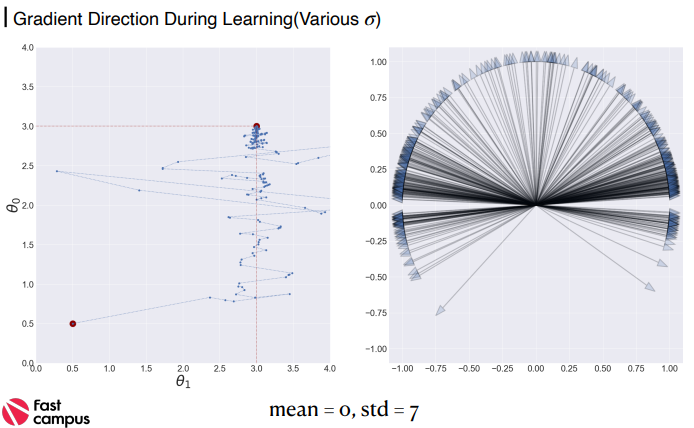 Gradient Direction During Learning(Various σ)
4.0
3.5
3.0
2.5
2.0
1.5
1.0
0.5
0.0
θ0
0.0 0.5 1.0 1.5 2.0 2.5 3.0 3.5 4.0
θ1
1.00
0.75
0.50
0.25
0.00
−0.25
−0.50
−0.75
−1.00
−1.00 −0.75 −0.50 −0.25 0.00 0.25 0.50 0.75 1.00
fast
campus
mean = 0, std = 7